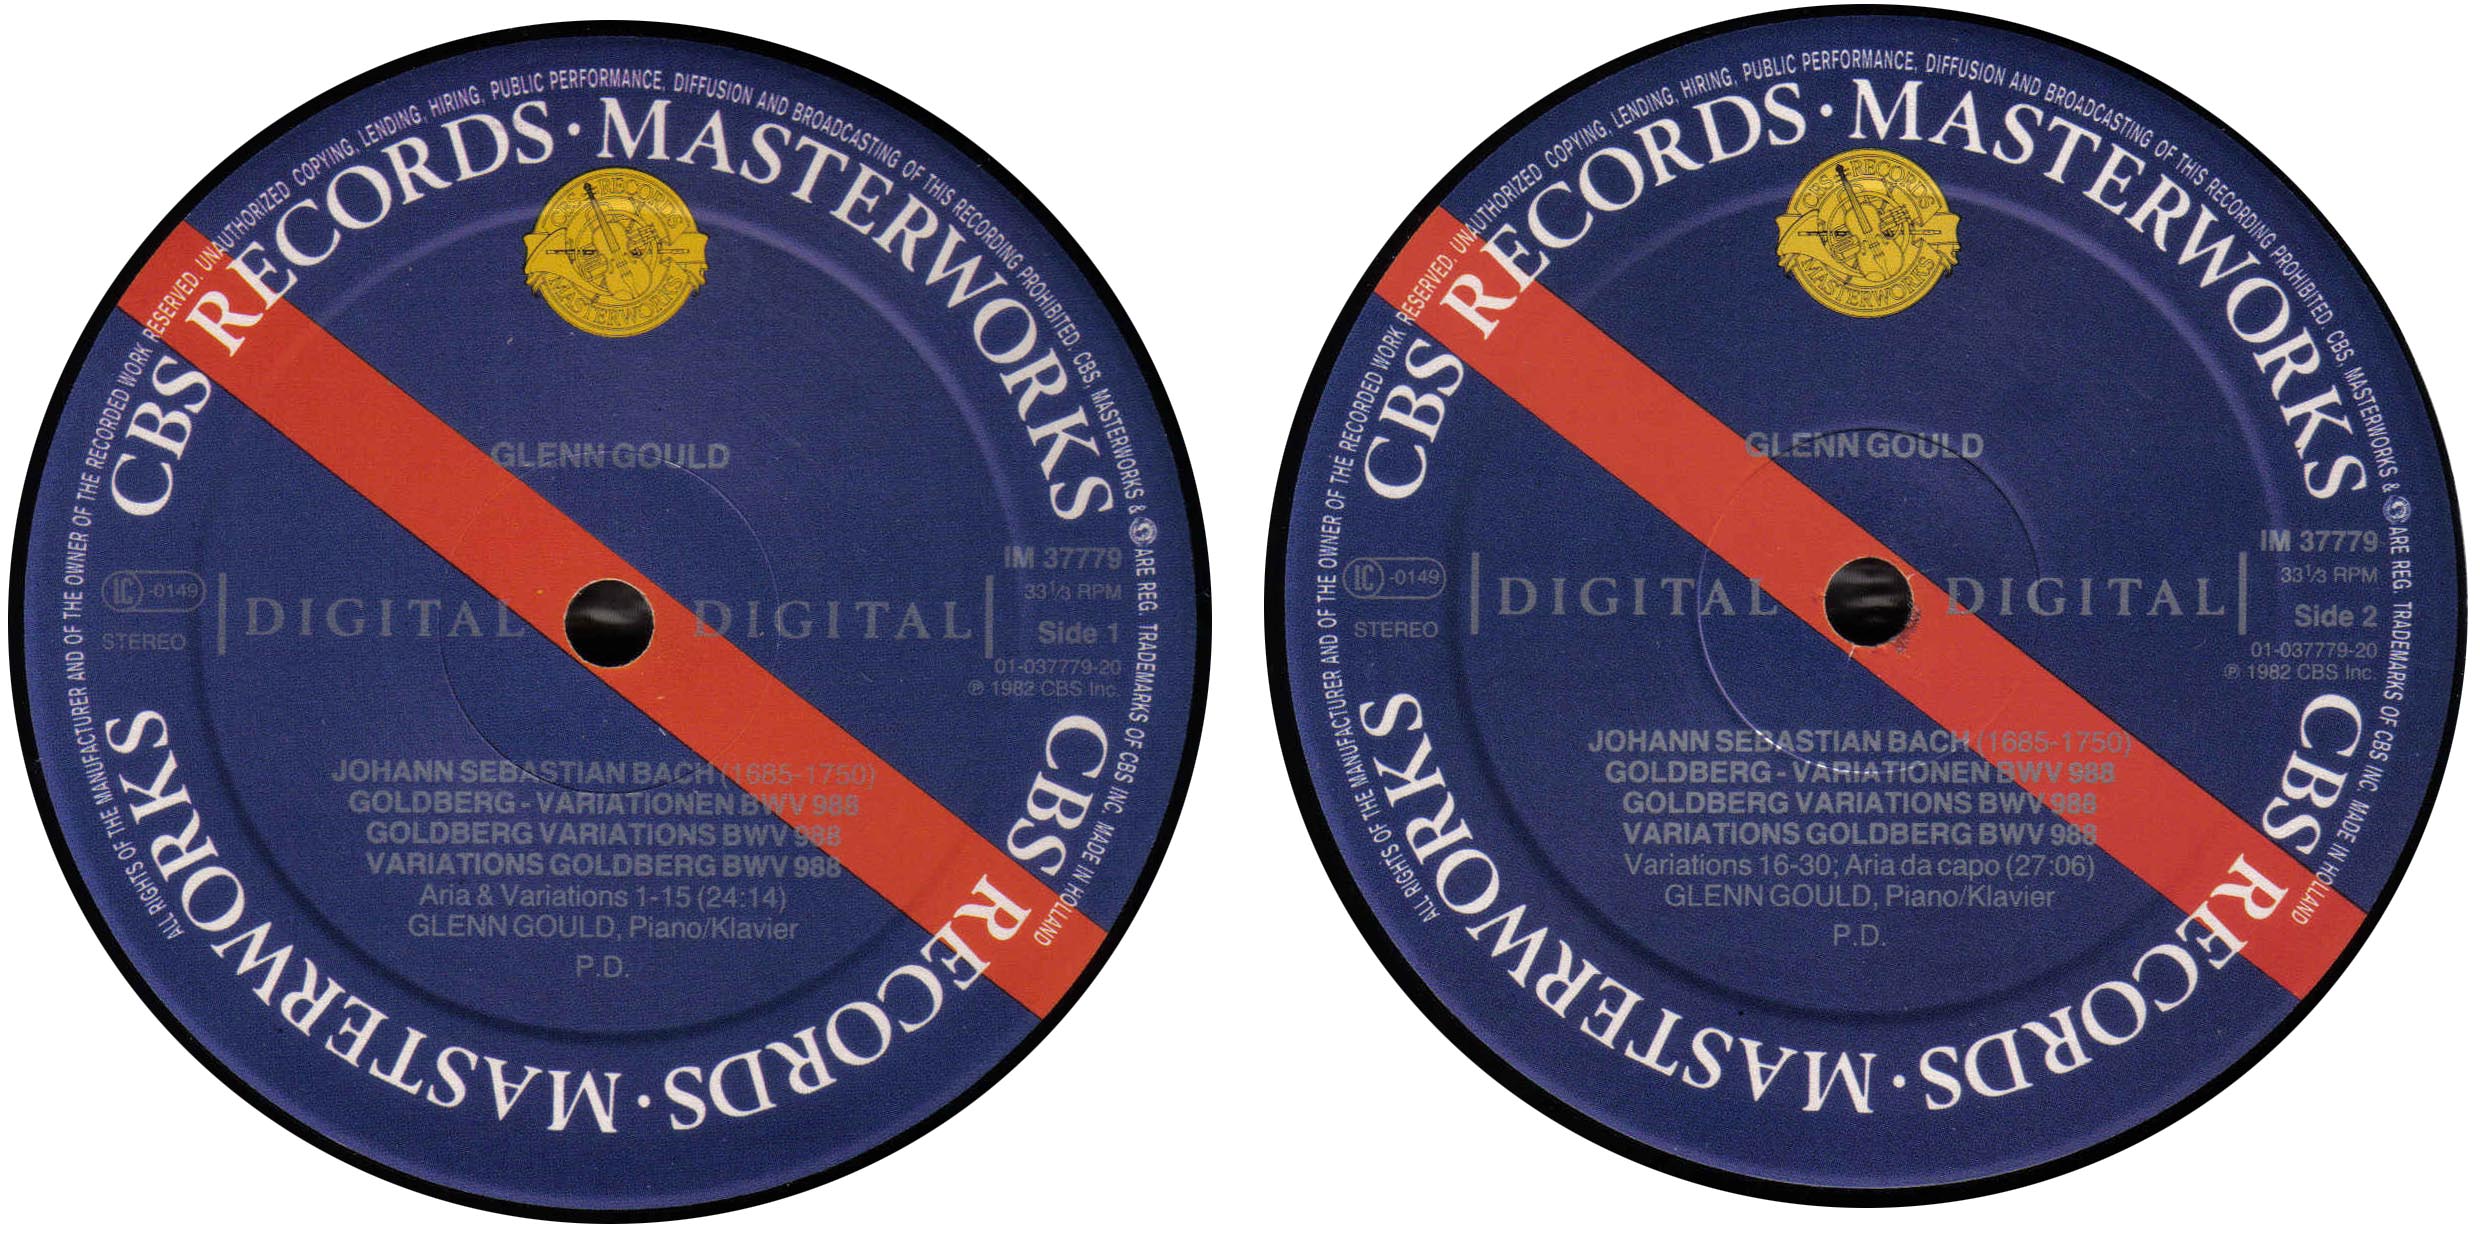 ALL RIGHTS OF THE MANUFACTURER AND OF THE OWNER OF THE RECORDED WORK RESERVED. UNAUTHORIZED COPYING, LENDING, HIRING, PUBLIC PERFORMANCE, DIFFUSION AND BROADCASTING OF THIS RECORDING PROHIBITED. CBS, MASTERWORKS & ARE REG. TRADEMARKS OF CBS INC. MADE IN HOLLAND
CBS RECORDS · MASTERWORKS
CBS RECORDS
MASTERWORKS
GLENN GOULD
IM 37779
LC -0149
33⅓ RPM
DIGITAL DIGITAL
STEREO
Side 1
01-037779-20
℗ 1982 CBS Inc.
JOHANN SEBASTIAN BACH (1685-1750)
GOLDBERG - VARIATIONEN BWV 988
GOLDBERG VARIATIONS BWV 988
VARIATIONS GOLDBERG BWV 988
Aria & Variations 1-15 (24:14)
GLENN GOULD, Piano/Klavier
P.D.
CBS RECORDS · MASTERWORKS
ALL RIGHTS OF THE MANUFACTURER AND OF THE OWNER OF THE RECORDED WORK RESERVED. UNAUTHORIZED COPYING, LENDING, HIRING, PUBLIC PERFORMANCE, DIFFUSION AND BROADCASTING OF THIS RECORDING PROHIBITED. CBS, MASTERWORKS & ARE REG. TRADEMARKS OF CBS INC. MADE IN HOLLAND
CBS RECORDS · MASTERWORKS
CBS RECORDS
MASTERWORKS
GLENN GOULD
IM 37779
LC -0149
33⅓ RPM
DIGITAL DIGITAL
STEREO
Side 2
01-037779-20
℗ 1982 CBS Inc.
JOHANN SEBASTIAN BACH (1685-1750)
GOLDBERG - VARIATIONEN BWV 988
GOLDBERG VARIATIONS BWV 988
VARIATIONS GOLDBERG BWV 988
Variations 16-30; Aria da capo (27:06)
GLENN GOULD, Piano/Klavier
P.D.
CBS RECORDS · MASTERWORKS